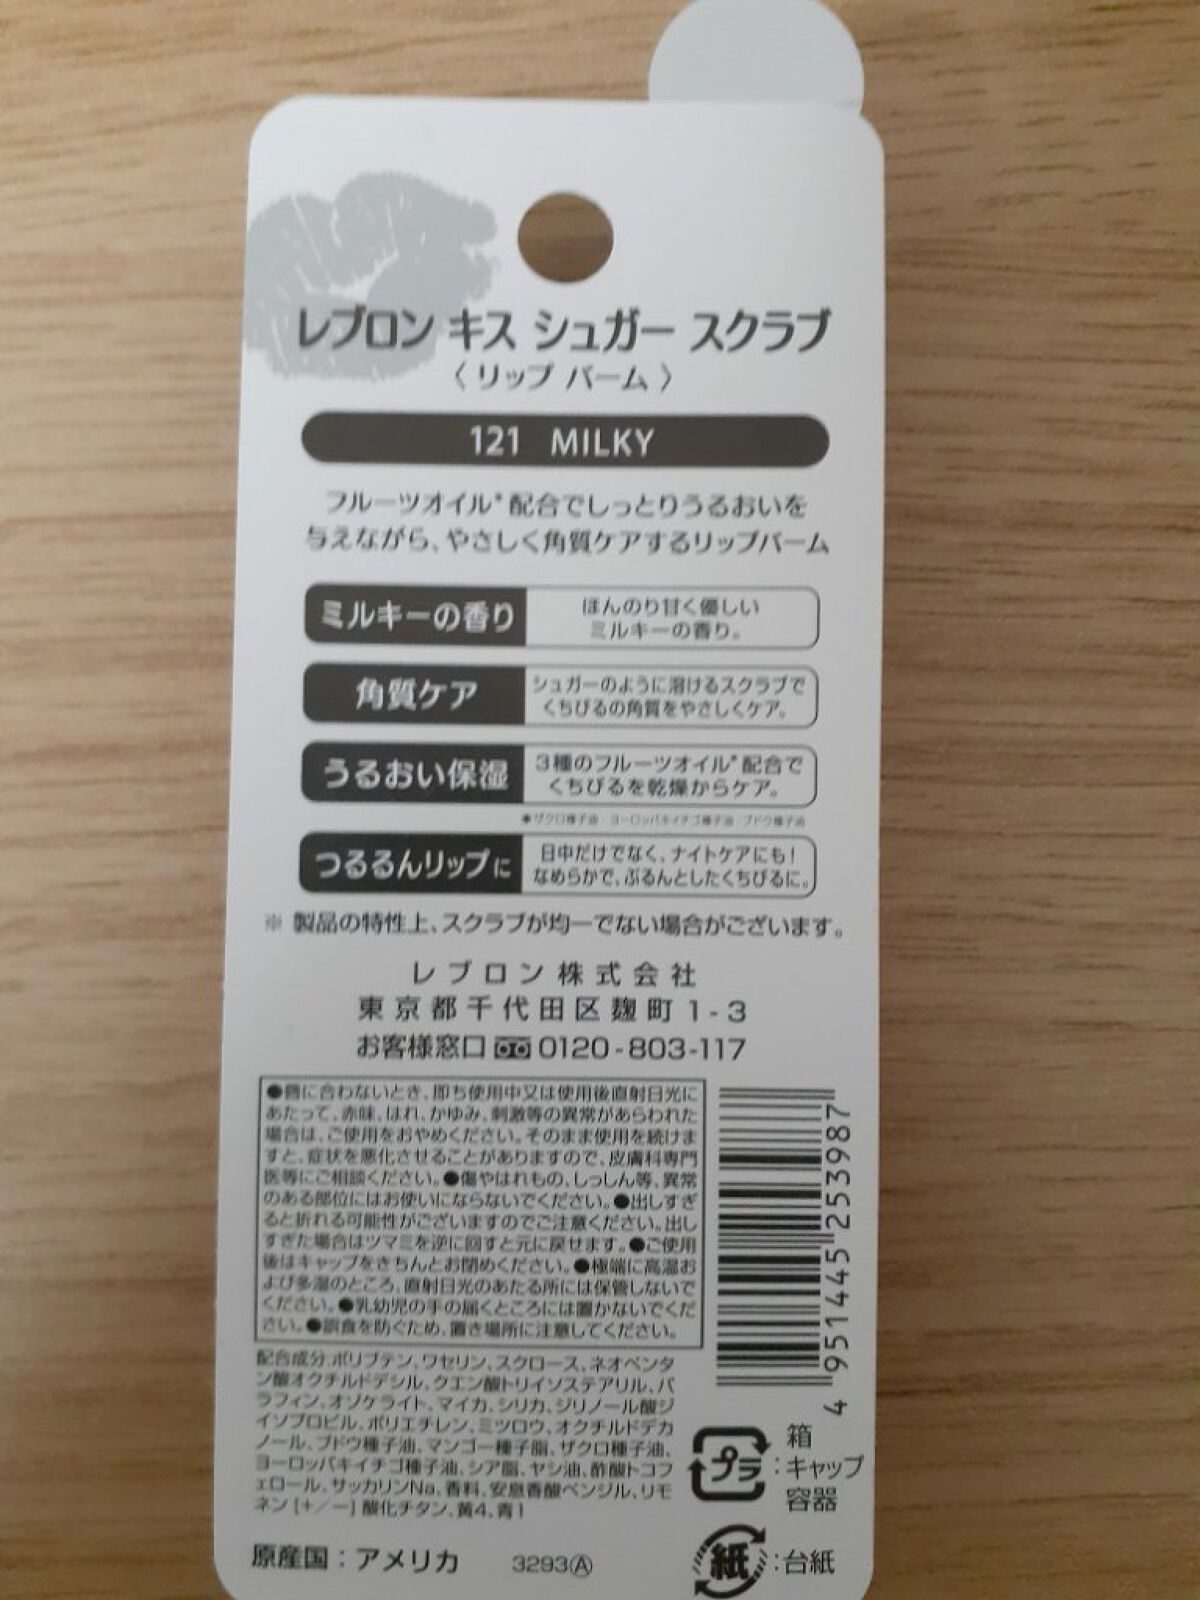 レブロン キス シュガー スクラブ
〈 リップ バーム 〉
121 MILKY
フルーツオイル*配合でしっとりうるおいを
与えながら、やさしく角質ケアするリップバーム
ミルキーの香り
ほんのり甘く優しい
ミルキーの香り。
角質ケア
シュガーのように溶けるスクラブで
くちびるの角質をやさしくケア。
うるおい保湿
3種のフルーツオイル*配合で
くちびるを乾燥からケア。
*ザクロ種子油・ヨーロッパキイチゴ種子油・ブドウ種子油
つるるんリップに
日中だけでなく、ナイトケアにも!
なめらかで、ぷるんとしたくちびるに。
※ 製品の特性上、スクラブが均一でない場合がございます。
レブロン株式会社
東京都千代田区麹町1-3
お客様窓口 0120-803-117
●唇に合わないとき、即ち使用中又は使用後直射日光に
あたって、赤味、はれ、かゆみ、刺激等の異常があらわれた
場合は、ご使用をおやめください。そのまま使用を続けま
すと、症状を悪化させることがありますので、皮膚科専門
医等にご相談ください。●傷やはれもの、しっしん等、異常
のある部位にはお使いにならないでください。●出しすぎ
ると折れる可能性がございますのでご注意ください。出し
すぎた場合はツマミを逆に回すと元に戻せます。●ご使用
後はキャップをきちんとお閉めください。●極端に高温お
よび多湿のところ、直射日光のあたる所には保管しないで
ください。●乳幼児の手の届くところには置かないでくだ
さい。●誤食を防ぐため、置き場所に注意してください。
4 951445 253987
配合成分:ポリブテン、ワセリン、スクロース、ネオペンタ
ン酸オクチルドデシル、クエン酸トリイソステアリル、パ
ラフィン、オゾケライト、マイカ、シリカ、ジリノール酸ジ
イソプロピル、ポリエチレン、ミツロウ、オクチルドデカ
ノール、ブドウ種子油、マンゴー種子脂、ザクロ種子油、
ヨーロッパキイチゴ種子油、シア脂、ヤシ油、酢酸トコフ
ェロール、サッカリンNa、香料、安息香酸ベンジル、リモ
ネン [+/-] 酸化チタン、黄4、青1
プラ
箱
:キャップ
容器
原産国:アメリカ 3293Ⓐ
紙:台紙